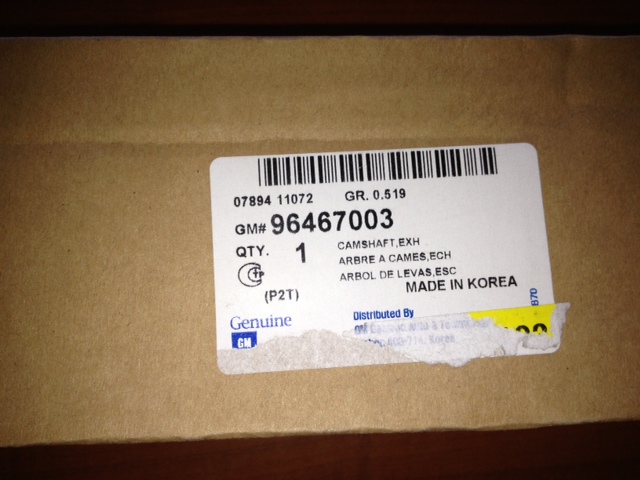 07894 11072 GR. 0.519
GM# 96467003
QTY. 1
CAMSHAFT,EXH
ARBRE A CAMES,ECH
ARBOL DE LEVAS,ESC
MADE IN KOREA
(P2T)
Genuine
GM
Distributed By
Korea